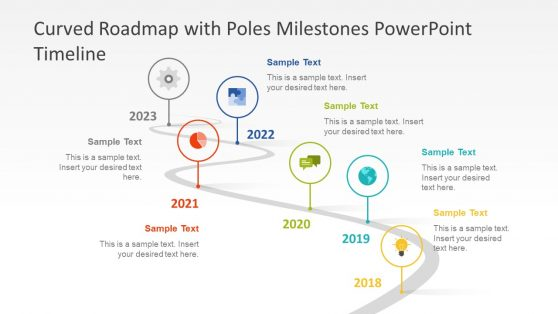 Curved Roadmap with Poles Milestones PowerPoint
Timeline
Sample Text
This is a sample text. Insert
your desired text here.
2023
Sample Text
This is a sample text. Insert
your desired text here.
2022
Sample Text
This is a sample text.
Insert your desired text
here.
Sample Text
This is a sample text.
Insert your desired text
here.
2021
2020
Sample Text
This is a sample text. Insert
your desired text here.
2019
Sample Text
This is a sample
text. Insert your
desired text here.
2018